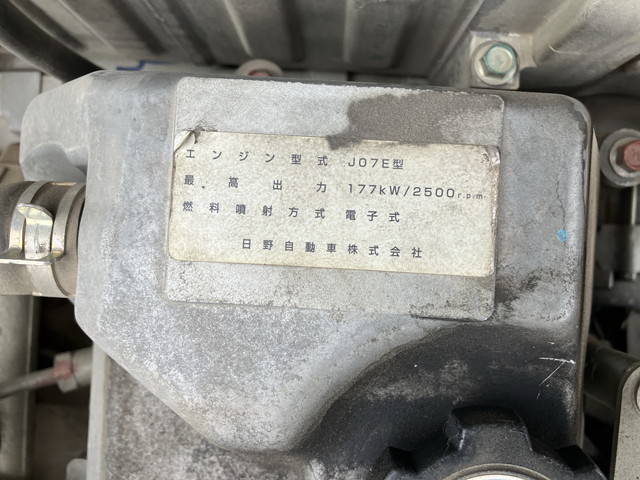 エンジン型式 J07E型
最高出力 177kW/2500r.p.m.
燃料噴射方式 電子式
日野自動車株式会社